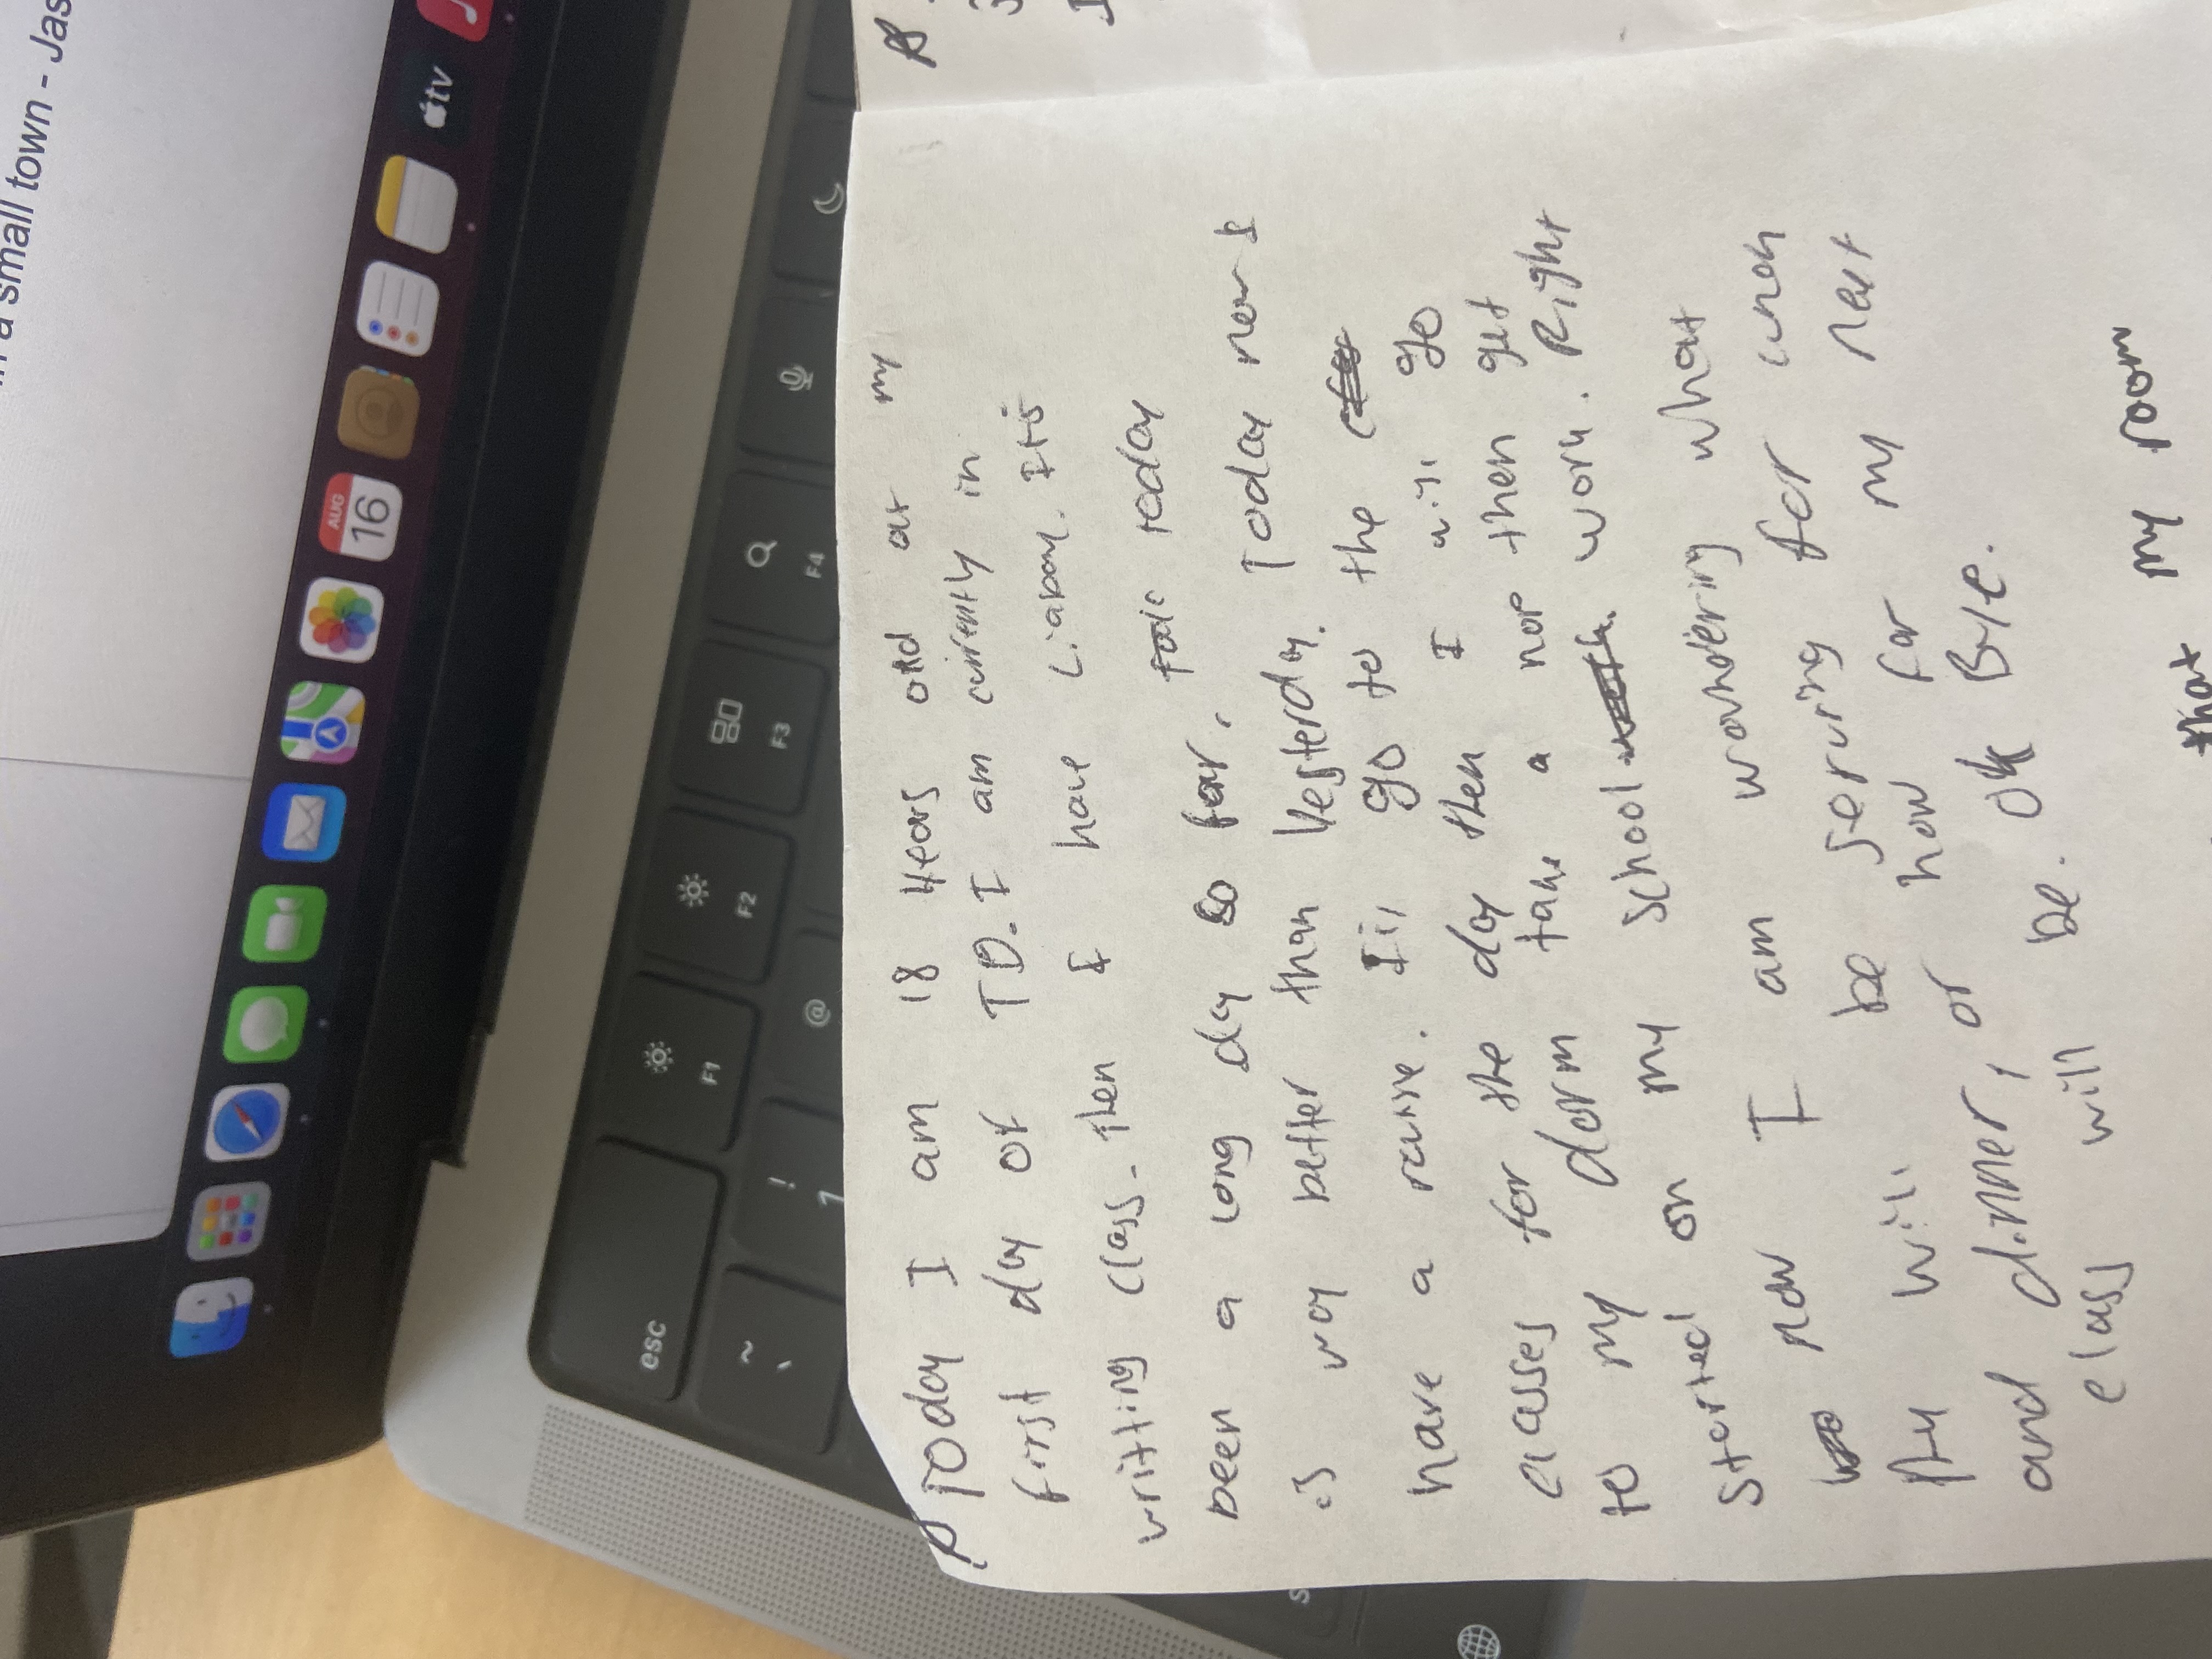 in a small town - Jas
AUG
16
tv
esc
F1
F2
F3
F4
~
`
!
1
@
Today I am 18 years old at my
first day of TD. I am currently in
writting class. Then I have It's
been a long day so far. today
is way better than Yesterday. Today now I
have a I'll go to the
classes for the day then I will go
to my dorm take a nap then get
started on my school work. Right
now I am wondering what
they will be serving for lunch
and dinner, or how far my next
class will be. Ok Bye.
that my room